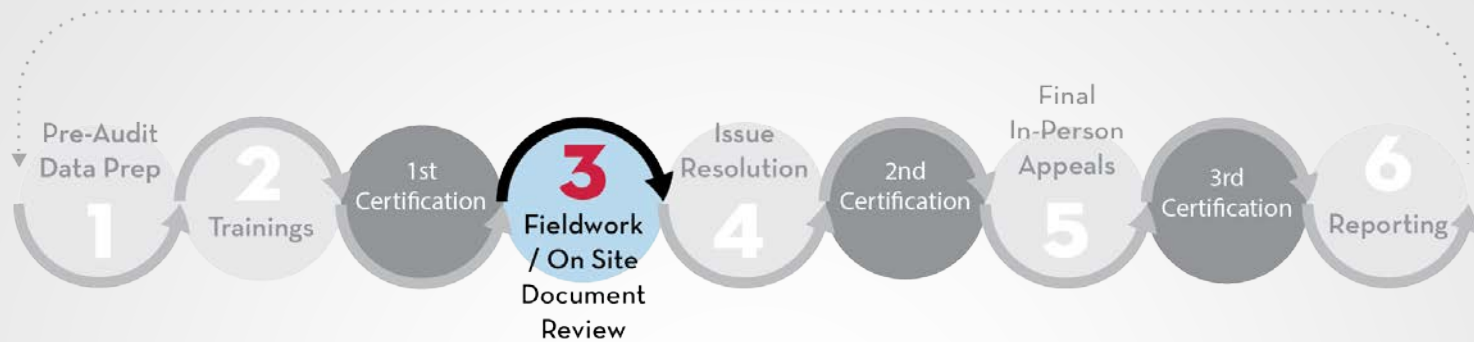 Pre-Audit
Data Prep
1
2
Trainings
1st
Certification
3
Fieldwork
/ On Site
Document
Review
Issue
Resolution
4
2nd
Certification
Final
In-Person
Appeals
5
3rd
Certification
6
Reporting